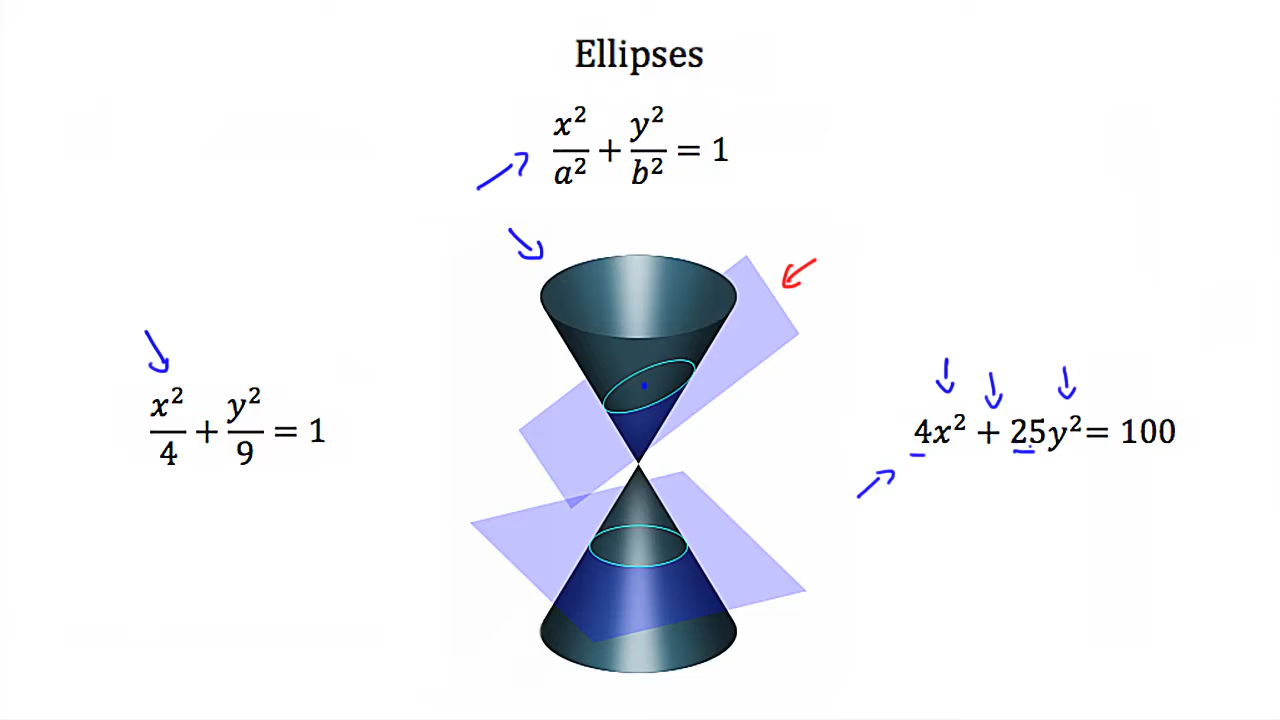 Ellipses
x²/a² + y²/b² = 1
x²/4 + y²/9 = 1
4x² + 25y² = 100